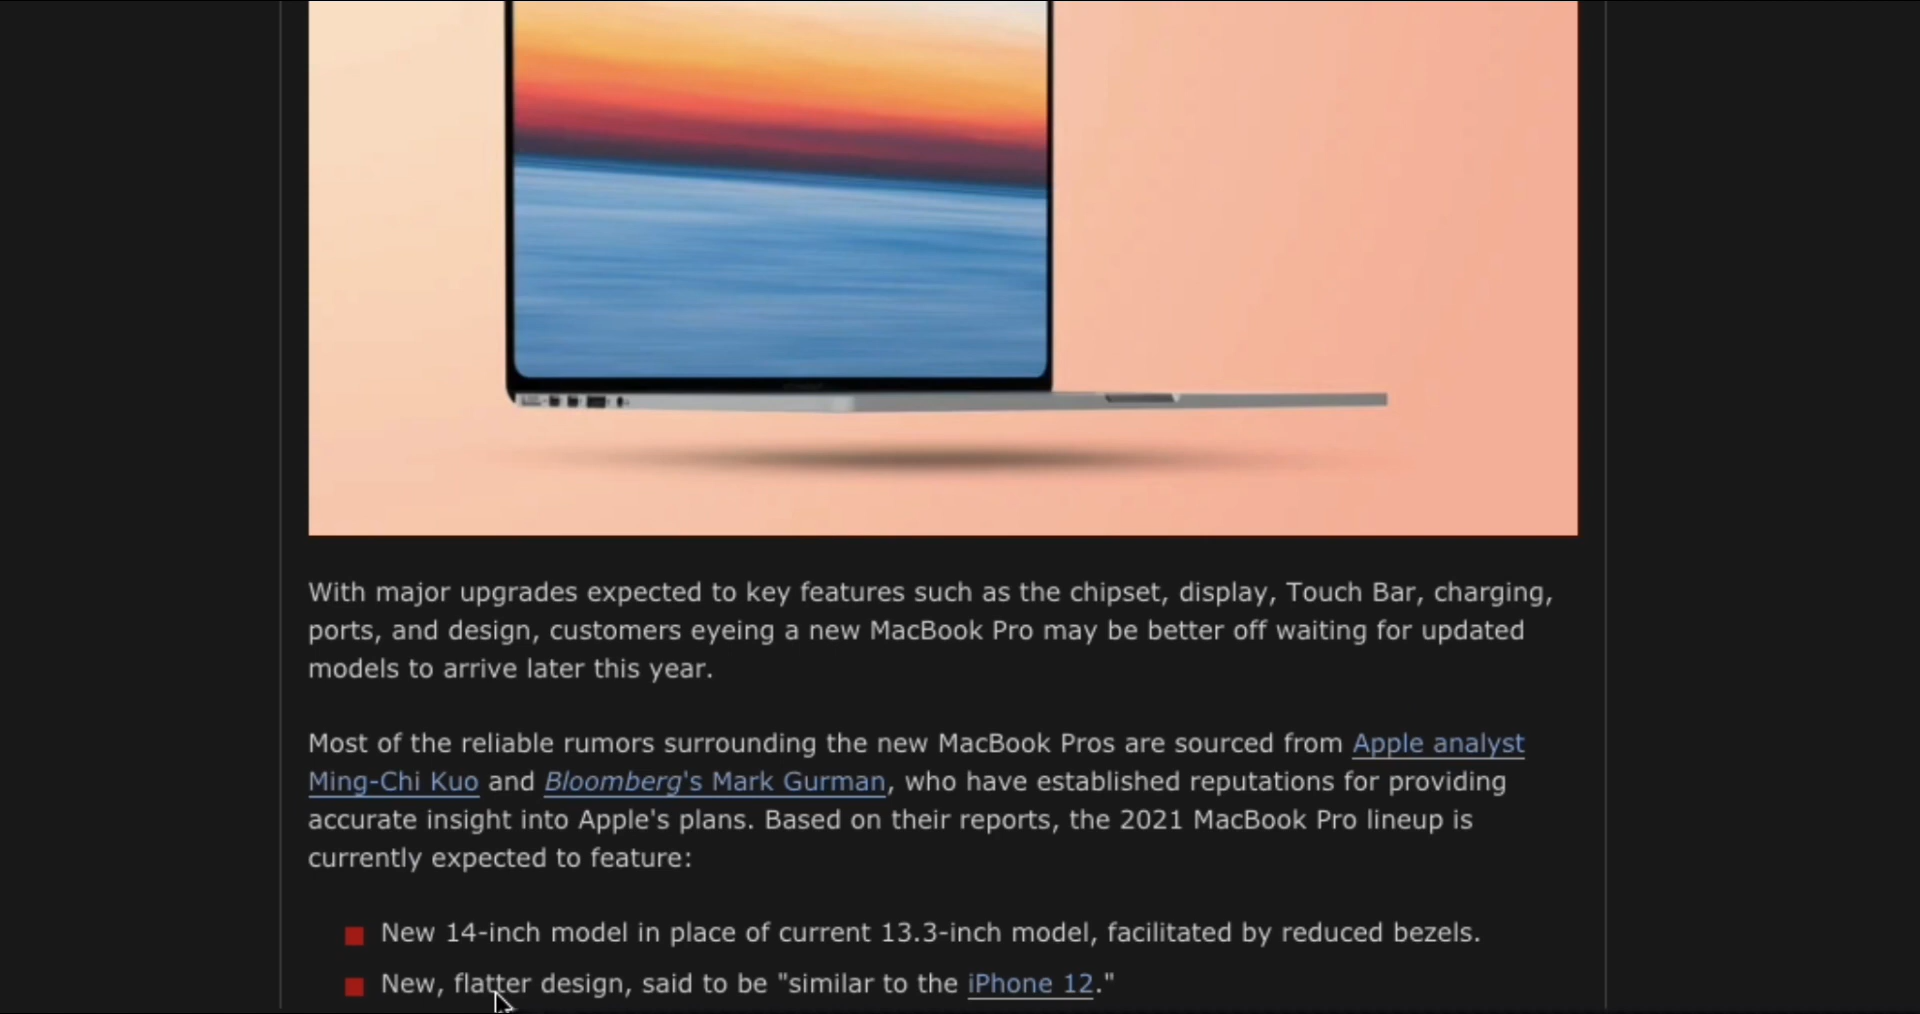 With major upgrades expected to key features such as the chipset, display, Touch Bar, charging,
ports, and design, customers eyeing a new MacBook Pro may be better off waiting for updated
models to arrive later this year.
Most of the reliable rumors surrounding the new MacBook Pros are sourced from Apple analyst
Ming-Chi Kuo and Bloomberg's Mark Gurman, who have established reputations for providing
accurate insight into Apple's plans. Based on their reports, the 2021 MacBook Pro lineup is
currently expected to feature:
New 14-inch model in place of current 13.3-inch model, facilitated by reduced bezels.
New, flatter design, said to be "similar to the iPhone 12."